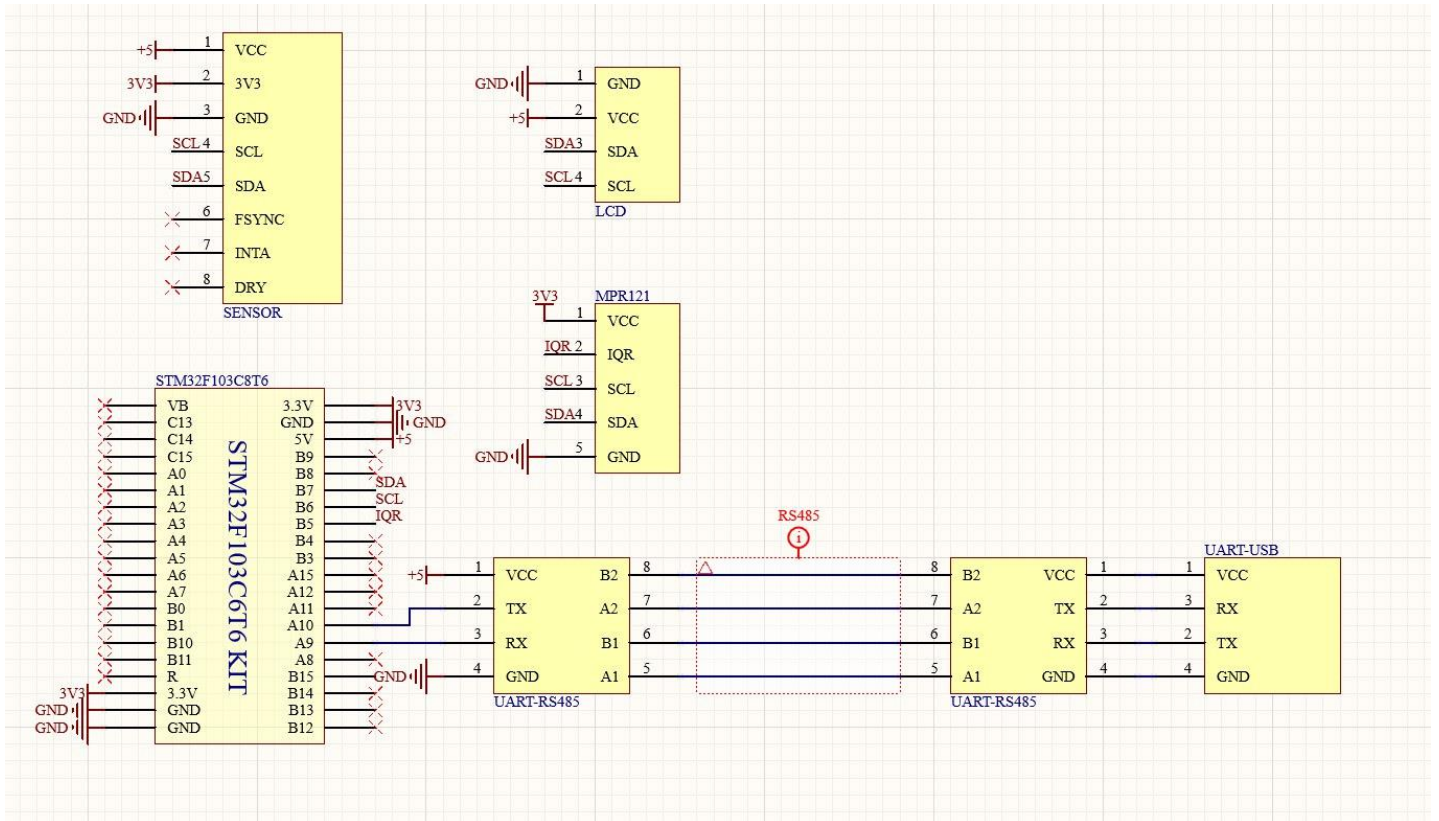 SENSOR
+5 1 VCC
3V3 2 3V3
GND 3 GND
SCL 4 SCL
SDA 5 SDA
6 FSYNC
7 INTA
8 DRY
GND 1 GND
+5 2 VCC
SDA 3 SDA
SCL 4 SCL
LCD
MPR121
3V3 1 VCC
IQR 2 IQR
SCL 3 SCL
SDA 4 SDA
GND 5 GND
STM32F103C8T6
STM32F103C6T6 KIT
VB 3.3V 3V3
C13 GND GND
C14 5V +5
C15 B9
A0 B8
A1 B7 SDA
A2 B6 SCL
A3 B5 IQR
A4 B4
A5 B3
A6 A15
A7 A12
B0 A11
B1 A10
B10 A9
B11 A8
R B15
3V3 3.3V B14
GND GND B13
GND GND B12
+5 1 VCC B2 8
2 TX A2 7
3 RX B1 6
GND 4 GND A1 5
UART-RS485
RS485
i
8 B2 VCC 1
7 A2 TX 2
6 B1 RX 3
5 A1 GND 4
UART-RS485
UART-USB
1 VCC
3 RX
2 TX
4 GND